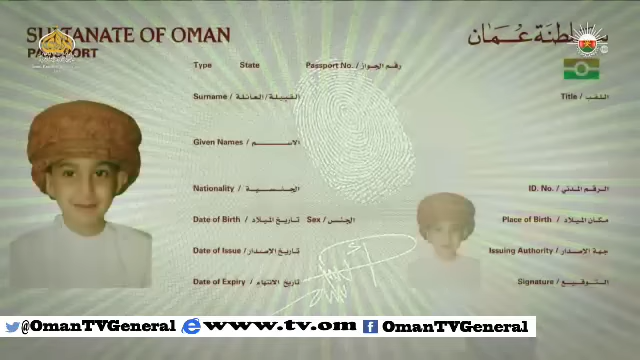 SULTANATE OF OMAN سلطنة عمان
PASSPORT
Type State Passport No. / رقم الجواز
Surname / القبيلة / العائلة Title / اللقب
Given Names / الاسم
Nationality / الجنسية ID. No. / الرقم المدني
Date of Birth / تاريخ الميلاد Sex / الجنس Place of Birth / مكان الميلاد
Date of Issue / تاريخ الاصدار Issuing Authority / جهة الاصدار
Date of Expiry / تاريخ الانتهاء Signature / التوقيع
@OmanTVGeneral www.tv.om OmanTVGeneral